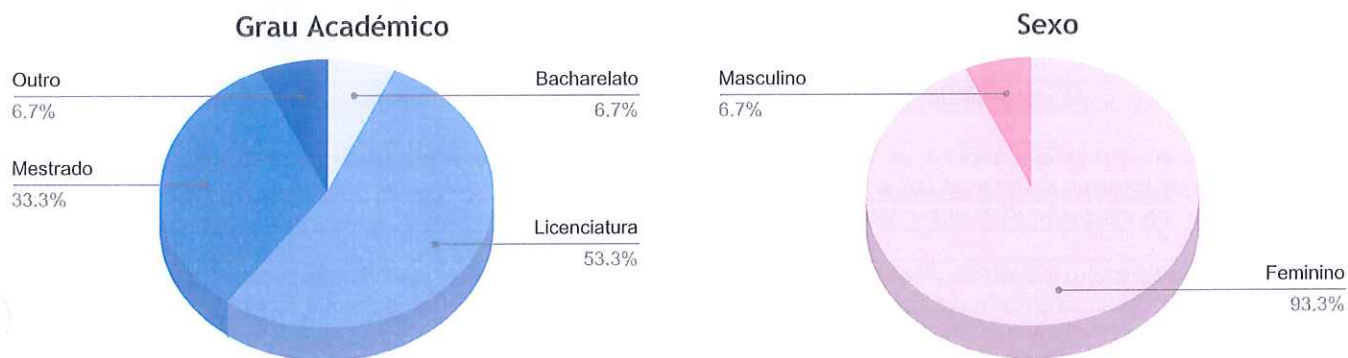 Grau Académico
Outro
6.7%
Mestrado
33.3%
Bacharelato
6.7%
Licenciatura
53.3%
Sexo
Masculino
6.7%
Feminino
93.3%